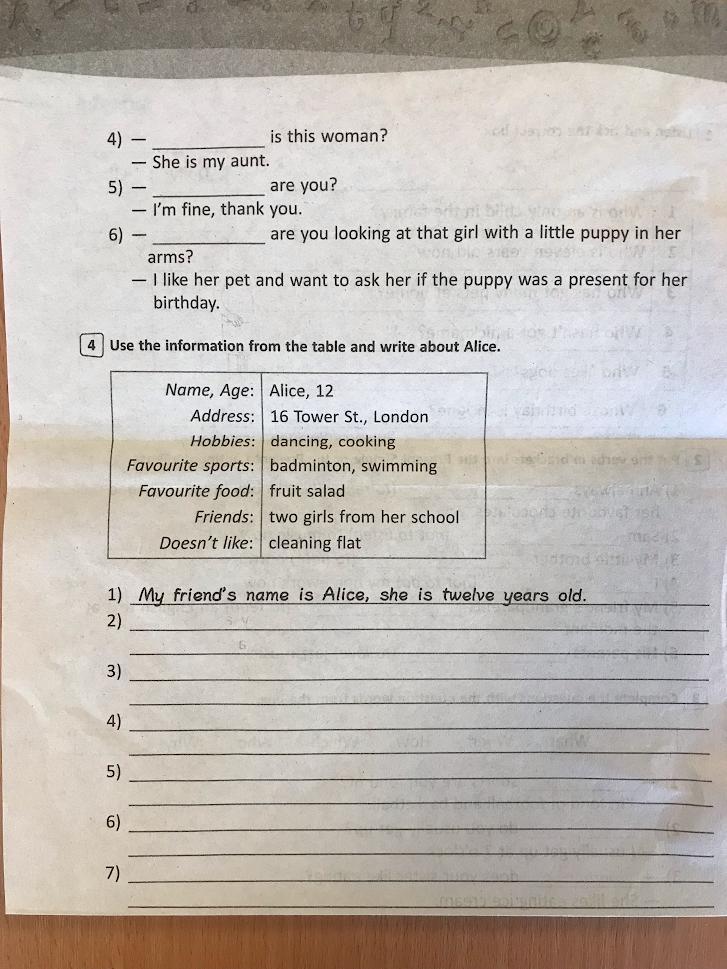 4) — ____________ is this woman?
— She is my aunt.
5) — ____________ are you?
— I'm fine, thank you.
6) — ____________ are you looking at that girl with a little puppy in her
arms?
— I like her pet and want to ask her if the puppy was a present for her
birthday.
4 Use the information from the table and write about Alice.
Name, Age: Alice, 12
Address: 16 Tower St., London
Hobbies: dancing, cooking
Favourite sports: badminton, swimming
Favourite food: fruit salad
Friends: two girls from her school
Doesn't like: cleaning flat
1) My friend's name is Alice, she is twelve years old.
2)
3)
4)
5)
6)
7)